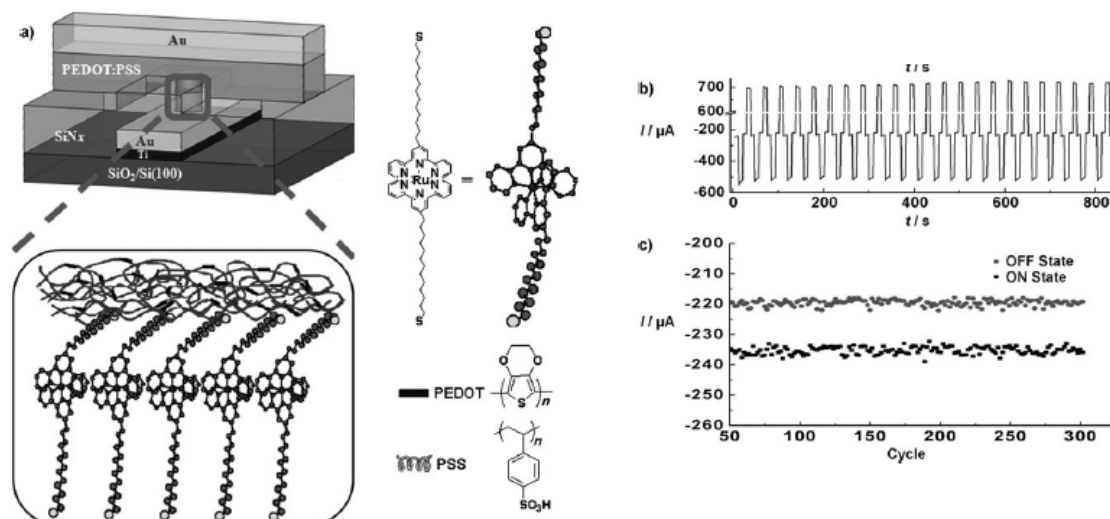 a)
Au
PEDOT:PSS
SiNx
Au
Ti
SiO2/Si(100)
S
N N
N Ru N
N N
S
=
PEDOT
O O
S
n
PSS
n
SO3H
b)
t / s
700
600
I / µA
-200
-400
-600
0 200 400 600 800
t / s
c)
-200
-210
-220
I / µA
-230
-240
-250
-260
OFF State
ON State
50 100 150 200 250 300
Cycle